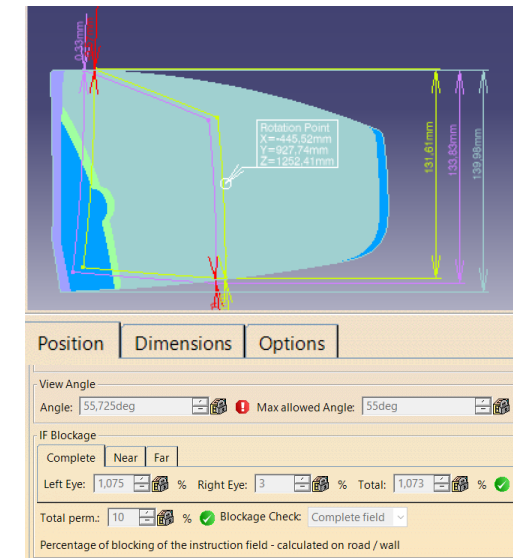 0.33mm
Rotation Point
X=-445,52mm
Y=927,74mm
Z=1252,41mm
131.61mm
133.83mm
139.98mm
Position Dimensions Options
View Angle
Angle: 55,725deg Max allowed Angle: 55deg
IF Blockage
Complete Near Far
Left Eye: 1,075 % Right Eye: 3 % Total: 1,073 %
Total perm.: 10 % Blockage Check: Complete field
Percentage of blocking of the instruction field - calculated on road / wall